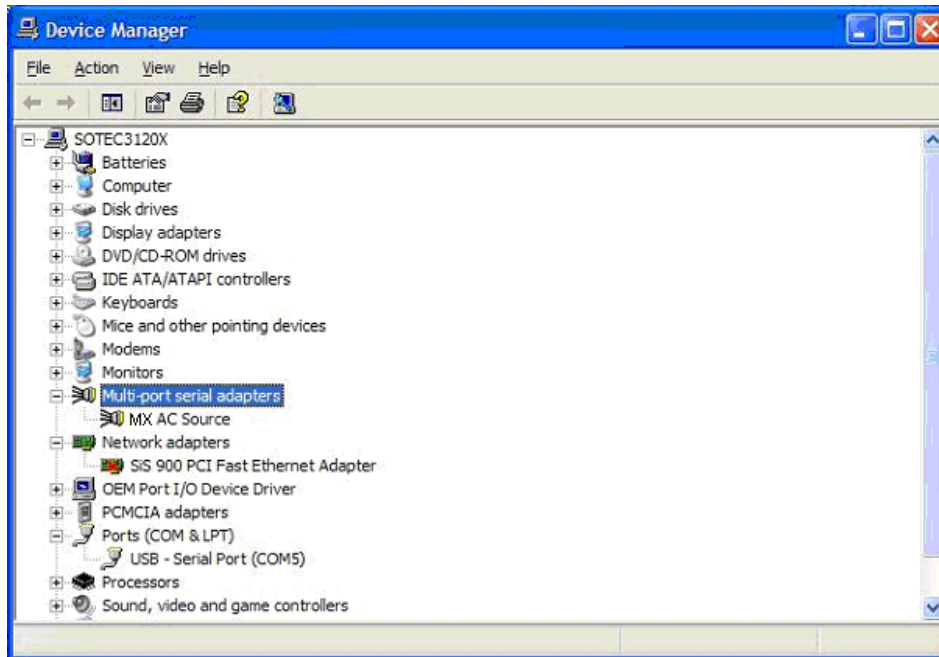 Device Manager
File Action View Help
SOTEC3120X
Batteries
Computer
Disk drives
Display adapters
DVD/CD-ROM drives
IDE ATA/ATAPI controllers
Keyboards
Mice and other pointing devices
Modems
Monitors
Multi-port serial adapters
MX AC Source
Network adapters
SiS 900 PCI Fast Ethernet Adapter
OEM Port I/O Device Driver
PCMCIA adapters
Ports (COM & LPT)
USB - Serial Port (COM5)
Processors
Sound, video and game controllers